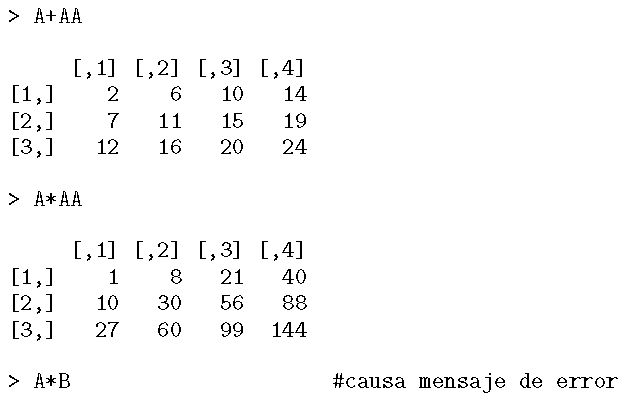 > A+AA
[,1] [,2] [,3] [,4]
[1,] 2 6 10 14
[2,] 7 11 15 19
[3,] 12 16 20 24
> A*AA
[,1] [,2] [,3] [,4]
[1,] 1 8 21 40
[2,] 10 30 56 88
[3,] 27 60 99 144
> A*B #causa mensaje de error